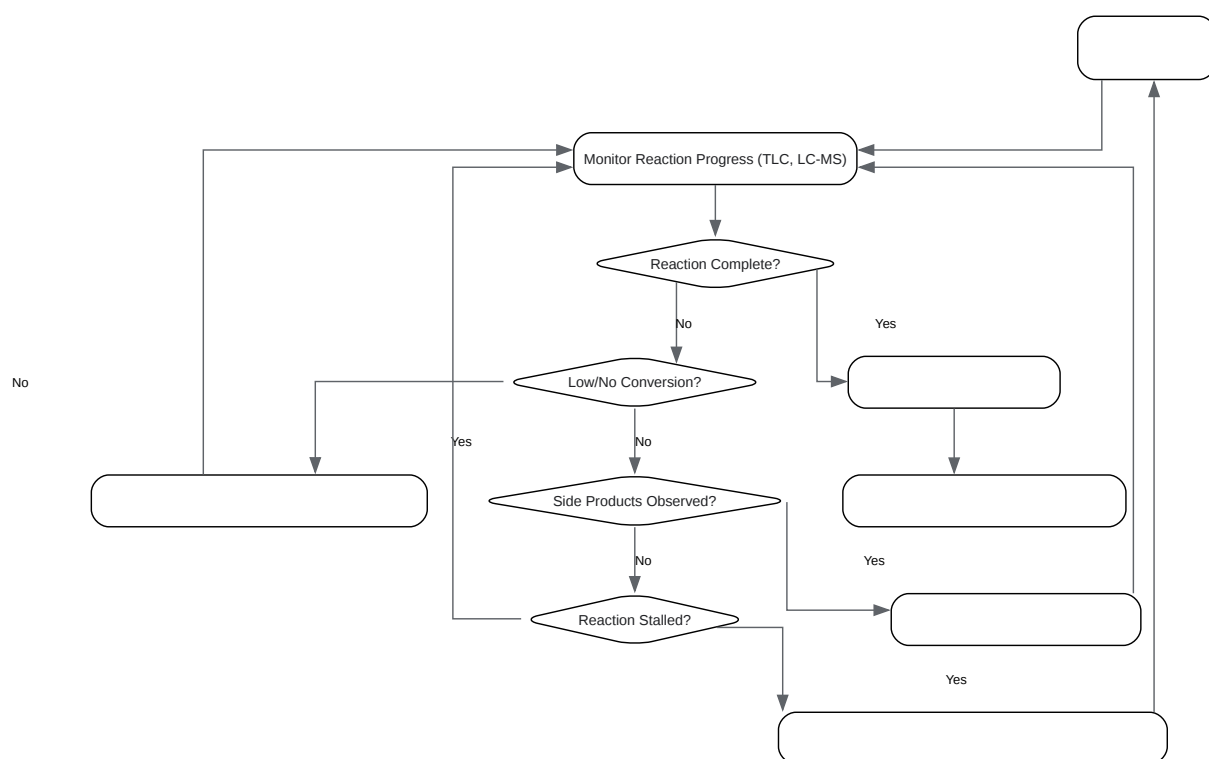 Monitor Reaction Progress (TLC, LC-MS)
Reaction Complete?
No
Yes
No
Low/No Conversion?
Yes
No
Side Products Observed?
No
Yes
Reaction Stalled?
Yes